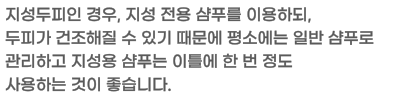 지성두피인 경우, 지성 전용 샴푸를 이용하되,
두피가 건조해질 수 있기 때문에 평소에는 일반 샴푸로
관리하고 지성용 샴푸는 이틀에 한 번 정도
사용하는 것이 좋습니다.